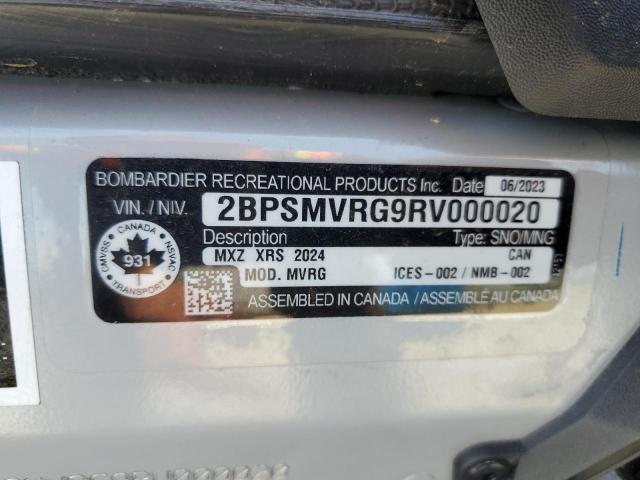 BOMBARDIER RECREATIONAL PRODUCTS Inc. Date 06/2023
VIN. / NIV. 2BPSMVRG9RV000020
Description Type: SNO/MNG
MXZ XRS 2024 CAN
MOD. MVRG ICES-002 / NMB-002
ASSEMBLED IN CANADA / ASSEMBLÉ AU CANADA
CANADA
CMVSS 931 NSVAC
TRANSPORT